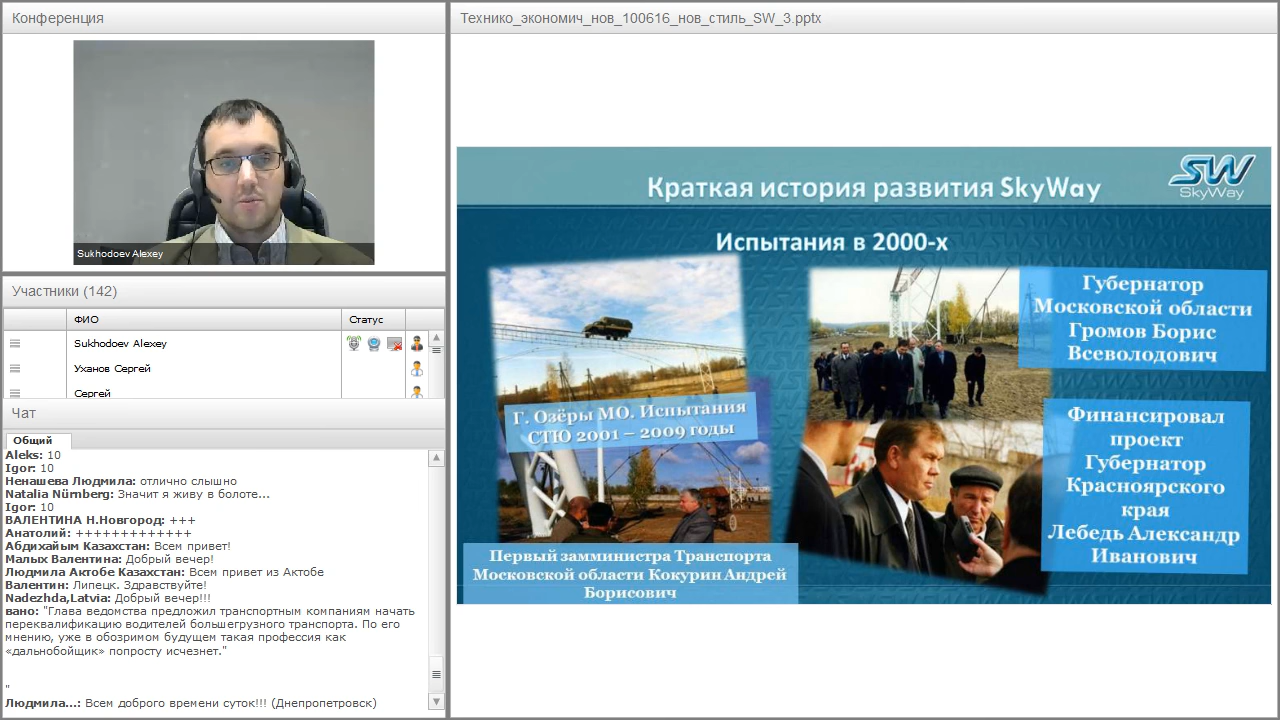 Конференция
Sukhodoev Alexey
Участники (142)
ФИО
Статус
Sukhodoev Alexey
Уханов Сергей
Сергей
Чат
Общий
Aleks: 10
Igor: 10
Ненашева Людмила: отлично слышно
Natalia Nürnberg: Значит я живу в болоте...
Igor: 10
ВАЛЕНТИНА Н.Новгород: +++
Анатолий: +++++++++++++
Абдихайым Казахстан: Всем привет!
Малых Валентина: Добрый вечер!
Людмила Актобе Казахстан: Всем привет из Актобе
Валентин: Липецк. Здравствуйте!
Nadezhda,Latvia: Добрый вечер!!!
вано: "Глава ведомства предложил транспортным компаниям начать
переквалификацию водителей большегрузного транспорта. По его
мнению, уже в обозримом будущем такая профессия как
«дальнобойщик» попросту исчезнет."
"
Людмила...: Всем доброго времени суток!!! (Днепропетровск)
Технико_экономич_нов_100616_нов_стиль_SW_3.pptx
Краткая история развития SkyWay
SW
SkyWay
Испытания в 2000-х
Г. Озёры МО. Испытания
СТЮ 2001 – 2009 годы
Первый замминистра Транспорта
Московской области Кокурин Андрей
Борисович
Губернатор
Московской области
Громов Борис
Всеволодович
Финансировал
проект
Губернатор
Красноярского
края
Лебедь Александр
Иванович